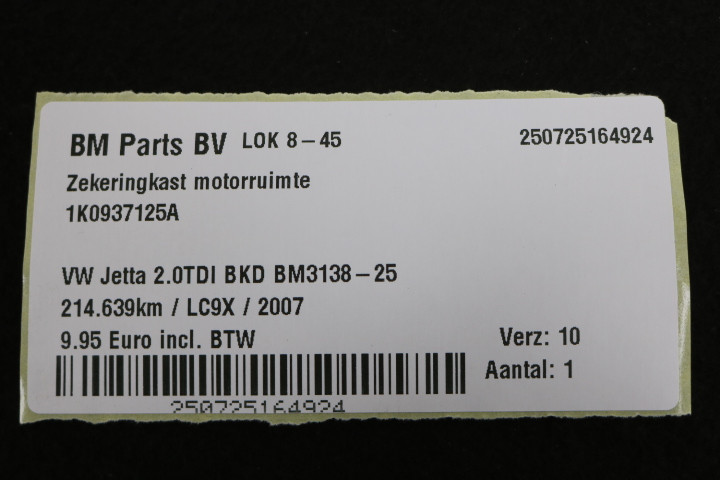 BM Parts BV LOK 8-45 250725164924
Zekeringkast motorruimte
1K0937125A
VW Jetta 2.0TDI BKD BM3138-25
214.639km / LC9X / 2007
9.95 Euro incl. BTW Verz: 10
Aantal: 1
250725164924